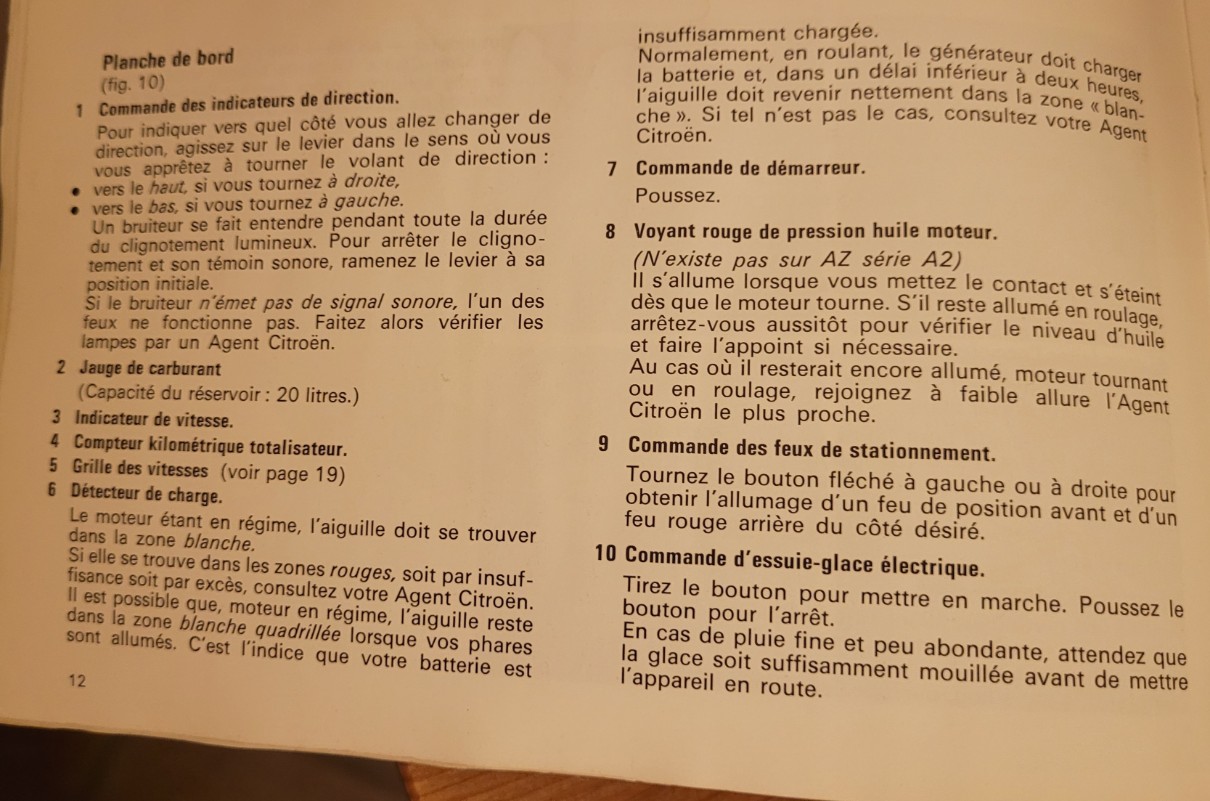 Planche de bord
(fig. 10)
1 Commande des indicateurs de direction.
Pour indiquer vers quel côté vous allez changer de
direction, agissez sur le levier dans le sens où vous
vous apprêtez à tourner le volant de direction :
• vers le haut, si vous tournez à droite,
• vers le bas, si vous tournez à gauche.
Un bruiteur se fait entendre pendant toute la durée
du clignotement lumineux. Pour arrêter le cligno-
tement et son témoin sonore, ramenez le levier à sa
position initiale.
Si le bruiteur n'émet pas de signal sonore, l'un des
feux ne fonctionne pas. Faitez alors vérifier les
lampes par un Agent Citroën.
2 Jauge de carburant
(Capacité du réservoir : 20 litres.)
3 Indicateur de vitesse.
4 Compteur kilométrique totalisateur.
5 Grille des vitesses (voir page 19)
6 Détecteur de charge.
Le moteur étant en régime, l'aiguille doit se trouver
dans la zone blanche.
Si elle se trouve dans les zones rouges, soit par insuf-
fisance soit par excès, consultez votre Agent Citroën.
Il est possible que, moteur en régime, l'aiguille reste
dans la zone blanche quadrillée lorsque vos phares
sont allumés. C'est l'indice que votre batterie est
12
insuffisamment chargée.
Normalement, en roulant, le générateur doit charger
la batterie et, dans un délai inférieur à deux heures,
l'aiguille doit revenir nettement dans la zone « blan-
che ». Si tel n'est pas le cas, consultez votre Agent
Citroën.
7 Commande de démarreur.
Poussez.
8 Voyant rouge de pression huile moteur.
(N'existe pas sur AZ série A2)
Il s'allume lorsque vous mettez le contact et s'éteint
dès que le moteur tourne. S'il reste allumé en roulage,
arrêtez-vous aussitôt pour vérifier le niveau d'huile
et faire l'appoint si nécessaire.
Au cas où il resterait encore allumé, moteur tournant
ou en roulage, rejoignez à faible allure l'Agent
Citroën le plus proche.
9 Commande des feux de stationnement.
Tournez le bouton fléché à gauche ou à droite pour
obtenir l'allumage d'un feu de position avant et d'un
feu rouge arrière du côté désiré.
10 Commande d'essuie-glace électrique.
Tirez le bouton pour mettre en marche. Poussez le
bouton pour l'arrêt.
En cas de pluie fine et peu abondante, attendez que
la glace soit suffisamment mouillée avant de mettre
l'appareil en route.